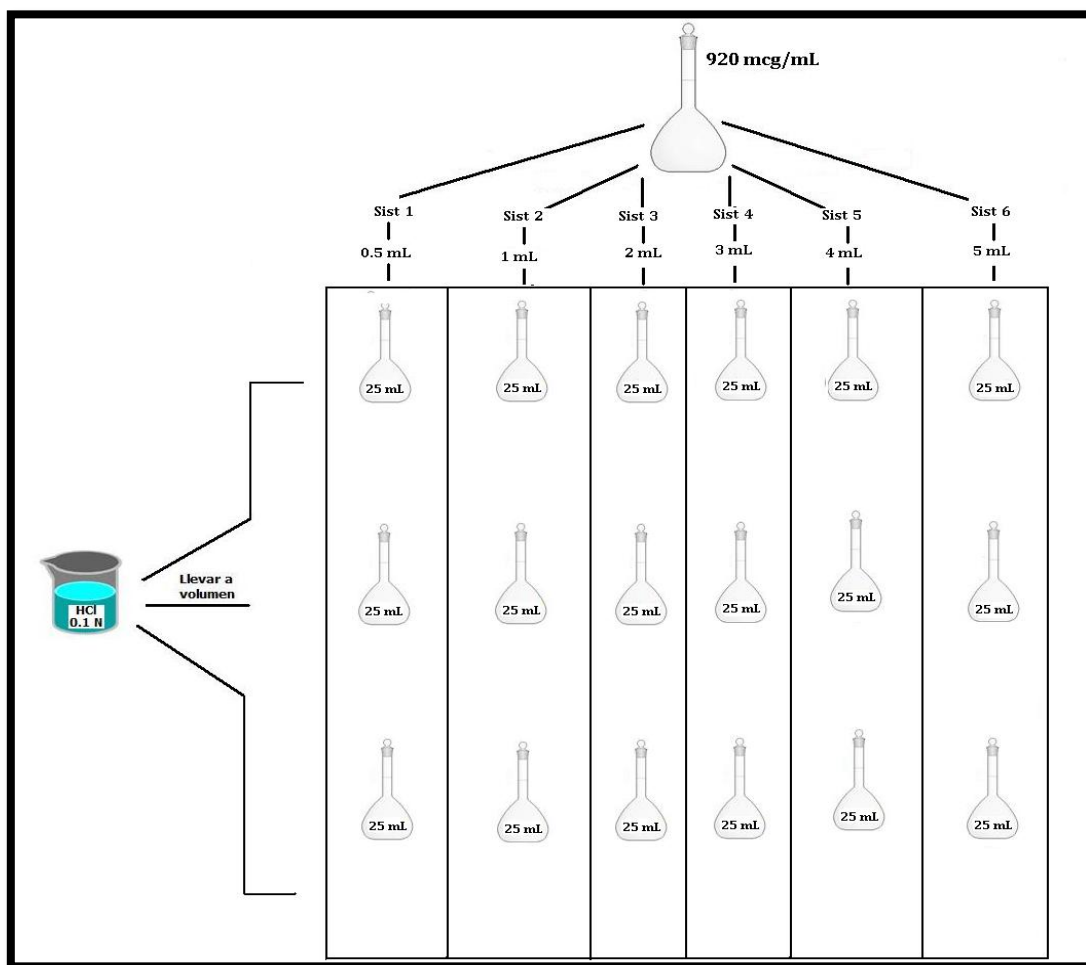 920 mcg/mL
Sist 1
Sist 2
Sist 3
Sist 4
Sist 5
Sist 6
0.5 mL
1 mL
2 mL
3 mL
4 mL
5 mL
25 mL
25 mL
25 mL
25 mL
25 mL
25 mL
Llevar a
volumen
HCl
0.1 N
25 mL
25 mL
25 mL
25 mL
25 mL
25 mL
25 mL
25 mL
25 mL
25 mL
25 mL
25 mL